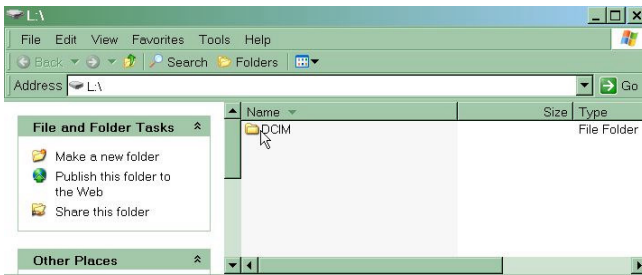 L:\
File Edit View Favorites Tools Help
Back Search Folders
Address L:\ Go
Name Size Type
DCIM File Folder
File and Folder Tasks
Make a new folder
Publish this folder to
the Web
Share this folder
Other Places